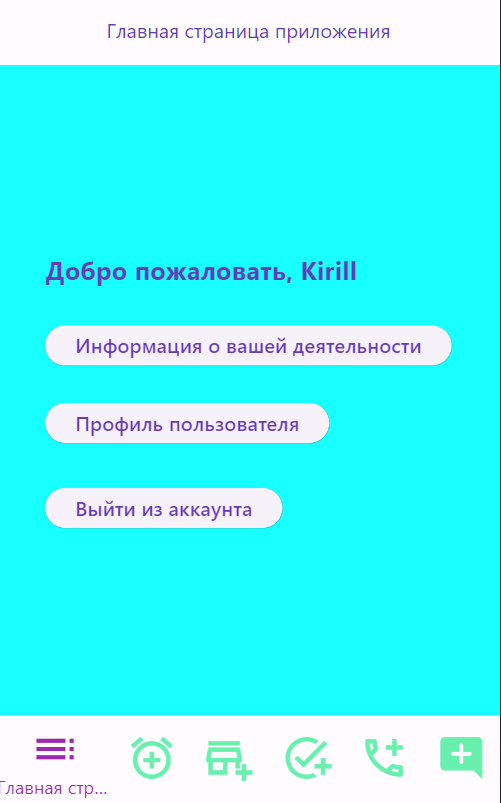 Главная страница приложения
Добро пожаловать, Kirill
Информация о вашей деятельности
Профиль пользователя
Выйти из аккаунта
Главная стр...